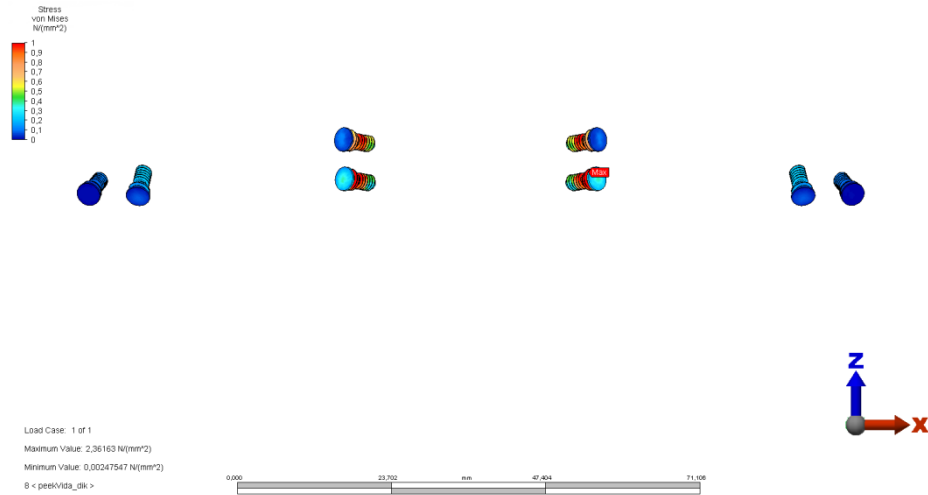 Stress
von Mises
N/(mm^2)
1
0,9
0,8
0,7
0,6
0,5
0,4
0,3
0,2
0,1
0
Max
Z
X
Load Case: 1 of 1
Maximum Value: 2,36163 N/(mm^2)
Minimum Value: 0,00247547 N/(mm^2)
8 < peekVida_dik >
0,000 23,702 mm 47,404 71,106